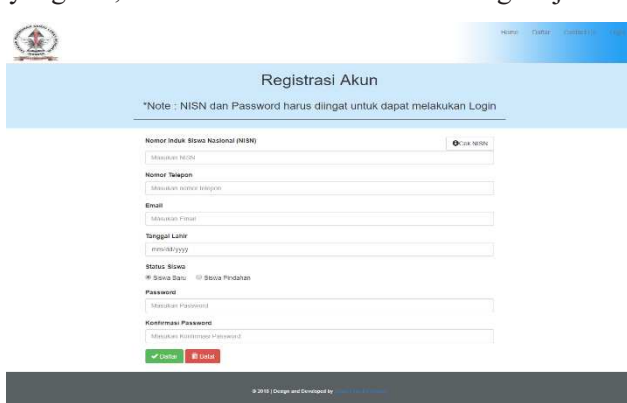 Home Daftar Contact Us Login
Registrasi Akun
*Note : NISN dan Password harus diingat untuk dapat melakukan Login
Nomor Induk Siswa Nasional (NISN)
Cek NISN
Masukan NISN
Nomor Telepon
Masukan nomor telepon
Email
Masukan Email
Tanggal Lahir
mm/dd/yyyy
Status Siswa
Siswa Baru Siswa Pindahan
Password
Masukan Password
Konfirmasi Password
Masukan Konfirmasi Password
Daftar Batal
© 2018 | Design and Developed by